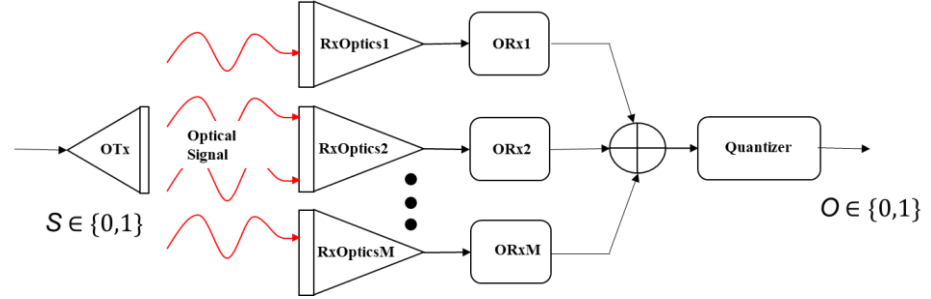 RxOptics1
ORx1
OTx
Optical
Signal
RxOptics2
ORx2
Quantizer
S ∈ {0,1}
O ∈ {0,1}
RxOpticsM
ORxM